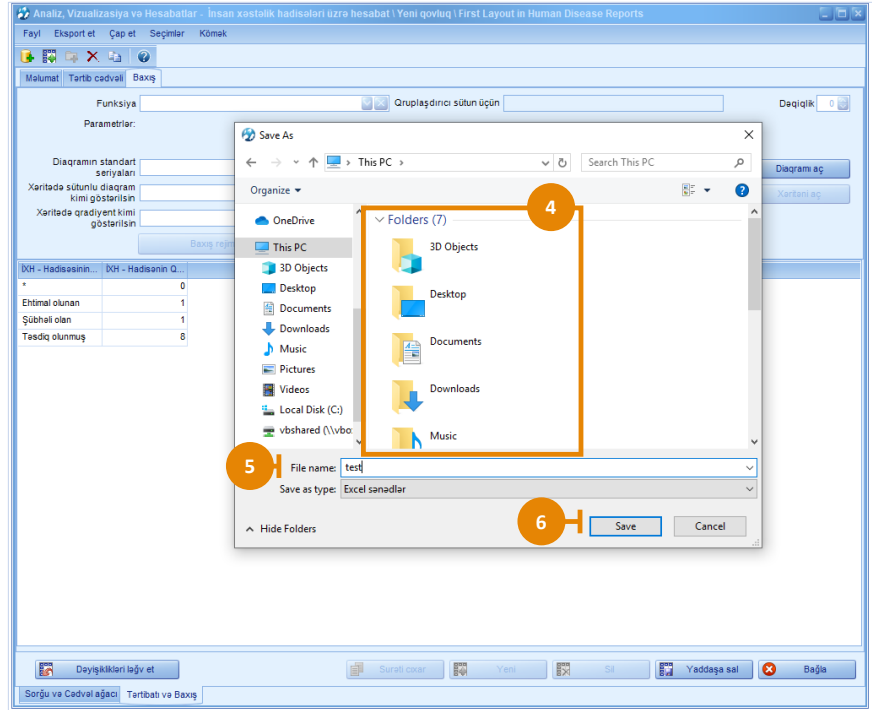 Analiz, Vizualizasiya və Hesabatlar - İnsan xəstəlik hadisələri üzrə hesabat \ Yeni qovluq \ First Layout in Human Disease Reports
Fayl Eksport et Çap et Seçimlər Kömək
Məlumat Tərtib cədvəli Baxış
Funksiya
Qruplaşdırıcı sütun üçün
Dəqiqlik 0
Parametrlər:
Diaqramın standart seriyaları
Diaqramı aç
Xəritədə sütunlu diaqram kimi göstərilsin
Xəritəni aç
Xəritədə qradiyent kimi göstərilsin
Baxış rejim
İXH - Hadisəsinin... İXH - Hadisənin Q...
* 0
Ehtimal olunan 1
Şübhəli olan 1
Təsdiq olunmuş 8
Save As
This PC
Search This PC
Organize
OneDrive
This PC
3D Objects
Desktop
Documents
Downloads
Music
Pictures
Videos
Local Disk (C:)
vbshared (\\vbo
Folders (7)
3D Objects
Desktop
Documents
Downloads
Music
4
5
File name: test
Save as type: Excel sənədlər
Hide Folders
6
Save
Cancel
Dəyişiklikləri ləğv et
Surəti çıxar
Yeni
Sil
Yaddaşa sal
Bağla
Sorğu və Cədvəl ağacı Tərtibatı və Baxış